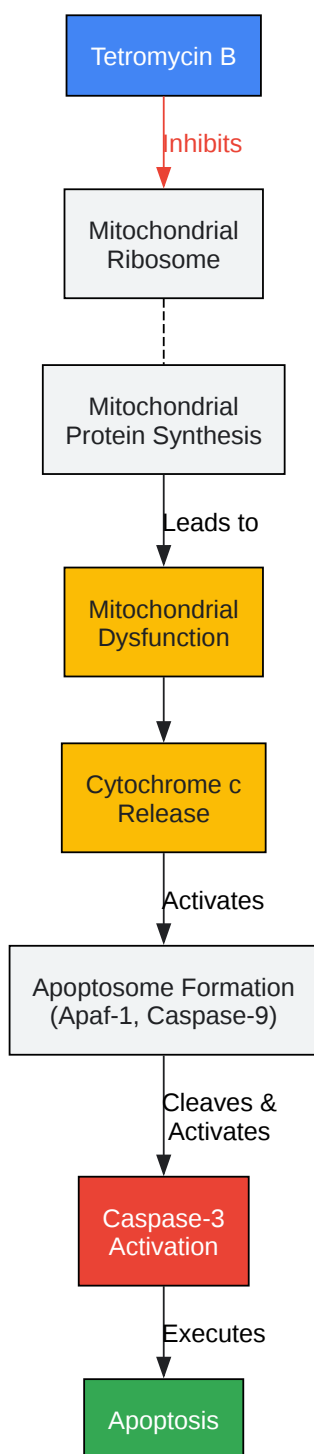 Tetromycin B
Inhibits
Mitochondrial
Ribosome
Mitochondrial
Protein Synthesis
Leads to
Mitochondrial
Dysfunction
Cytochrome c
Release
Activates
Apoptosome Formation
(Apaf-1, Caspase-9)
Cleaves &
Activates
Caspase-3
Activation
Executes
Apoptosis